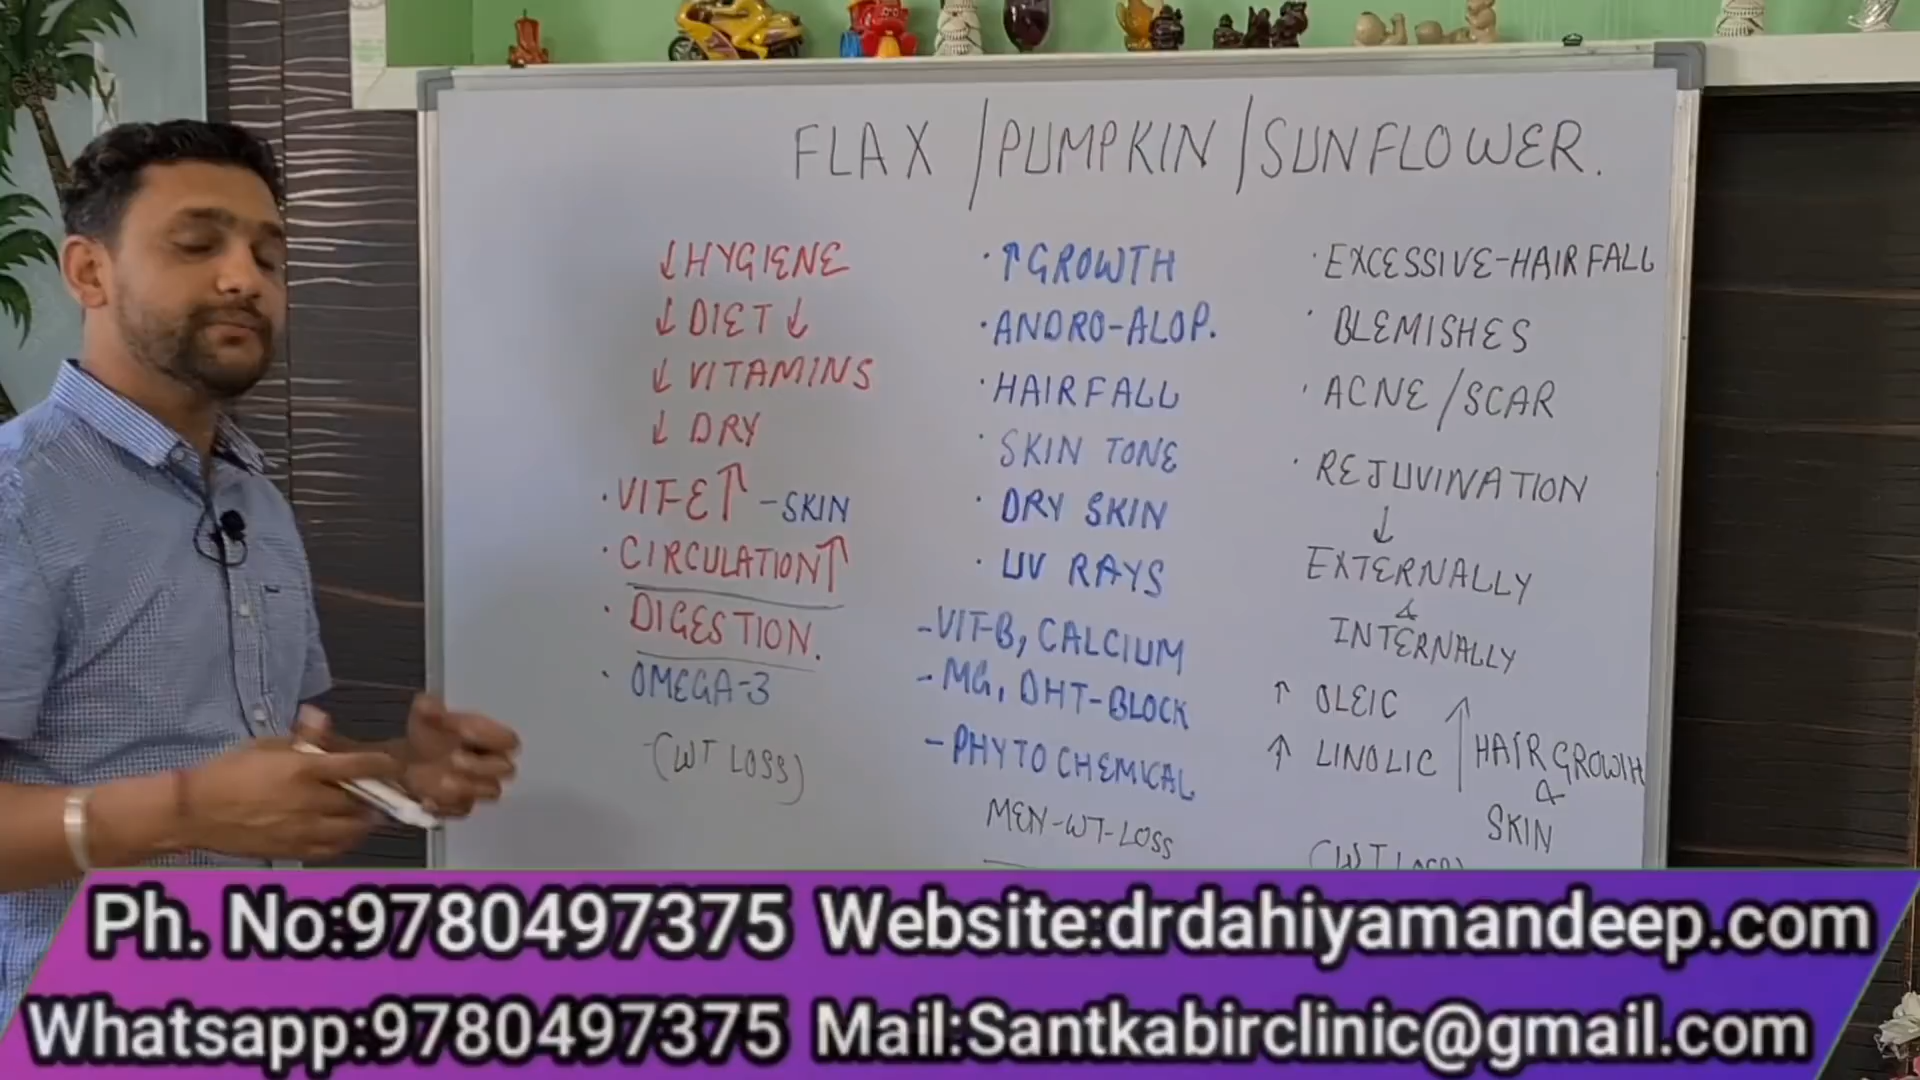 FLAX / PUMPKIN / SUNFLOWER.
↓ HYGIENE
↓ DIET ↓
↓ VITAMINS
↓ DRY
· VIT-E ↑ - SKIN
· CIRCULATION ↑
· DIGESTION.
· OMEGA-3
- (WT LOSS)
· ↑ GROWTH
· ANDRO-ALOP.
· HAIRFALL
· SKIN TONE
· DRY SKIN
· UV RAYS
- VIT-B, CALCIUM
- MG, DHT-BLOCK
- PHYTOCHEMICAL
MEN-WT-LOSS
· EXCESSIVE-HAIRFALL
· BLEMISHES
· ACNE / SCAR
· REJUVINATION
↓
EXTERNALLY
&
INTERNALLY
↑ OLEIC
↑ LINOLIC
↑ HAIR GROWTH
&
SKIN
(WT LOSS)
Ph. No:9780497375 Website:drdahiyamandeep.com
Whatsapp:9780497375 Mail:Santkabirclinic@gmail.com